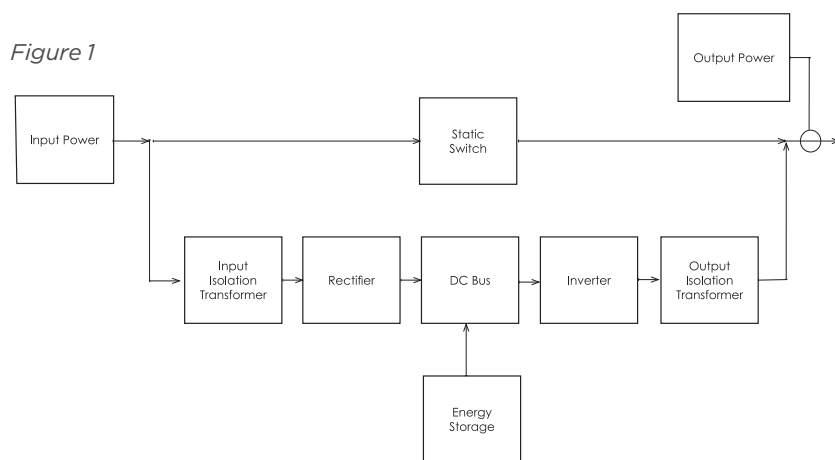 Figure 1
Output Power
Input Power
Static
Switch
Input
Isolation
Transformer
Rectifier
DC Bus
Inverter
Output
Isolation
Transformer
Energy
Storage